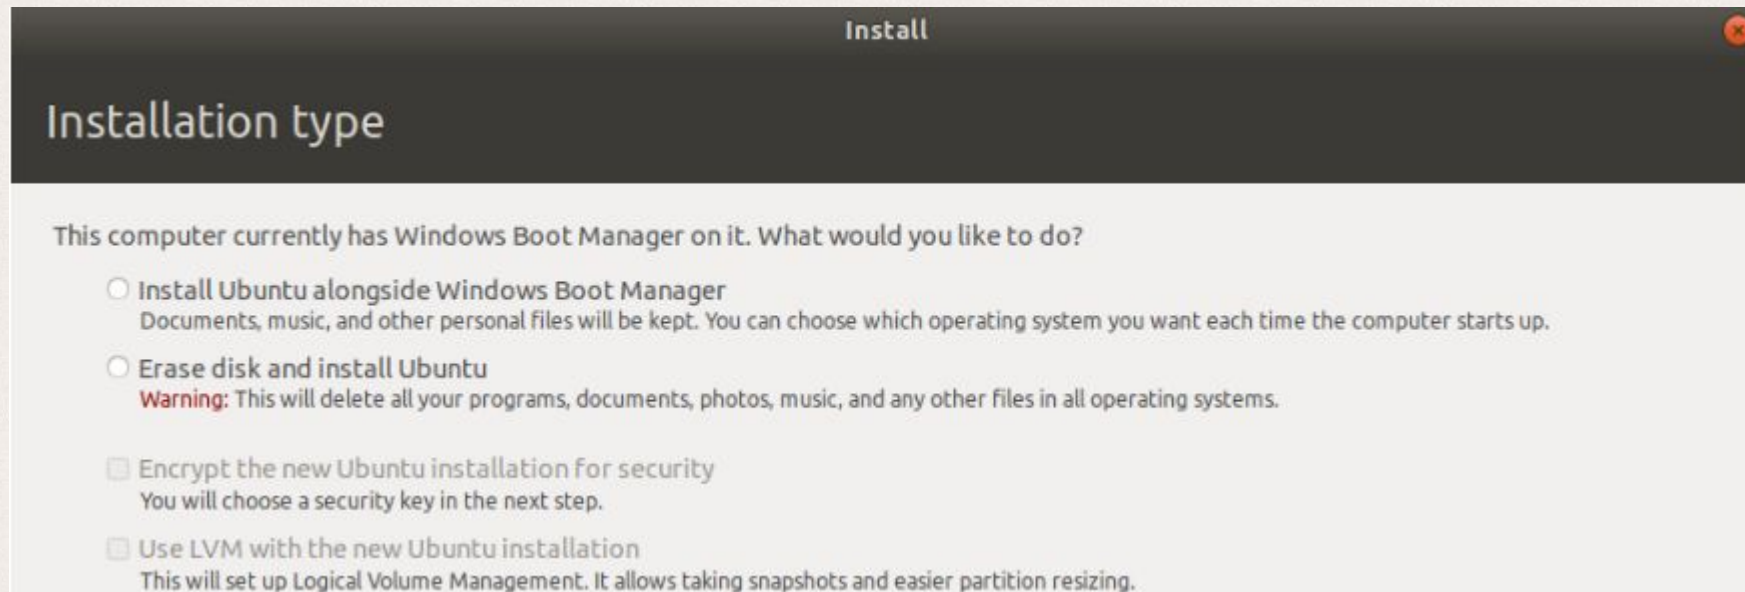 Install
Installation type
This computer currently has Windows Boot Manager on it. What would you like to do?
Install Ubuntu alongside Windows Boot Manager
Documents, music, and other personal files will be kept. You can choose which operating system you want each time the computer starts up.
Erase disk and install Ubuntu
Warning: This will delete all your programs, documents, photos, music, and any other files in all operating systems.
Encrypt the new Ubuntu installation for security
You will choose a security key in the next step.
Use LVM with the new Ubuntu installation
This will set up Logical Volume Management. It allows taking snapshots and easier partition resizing.